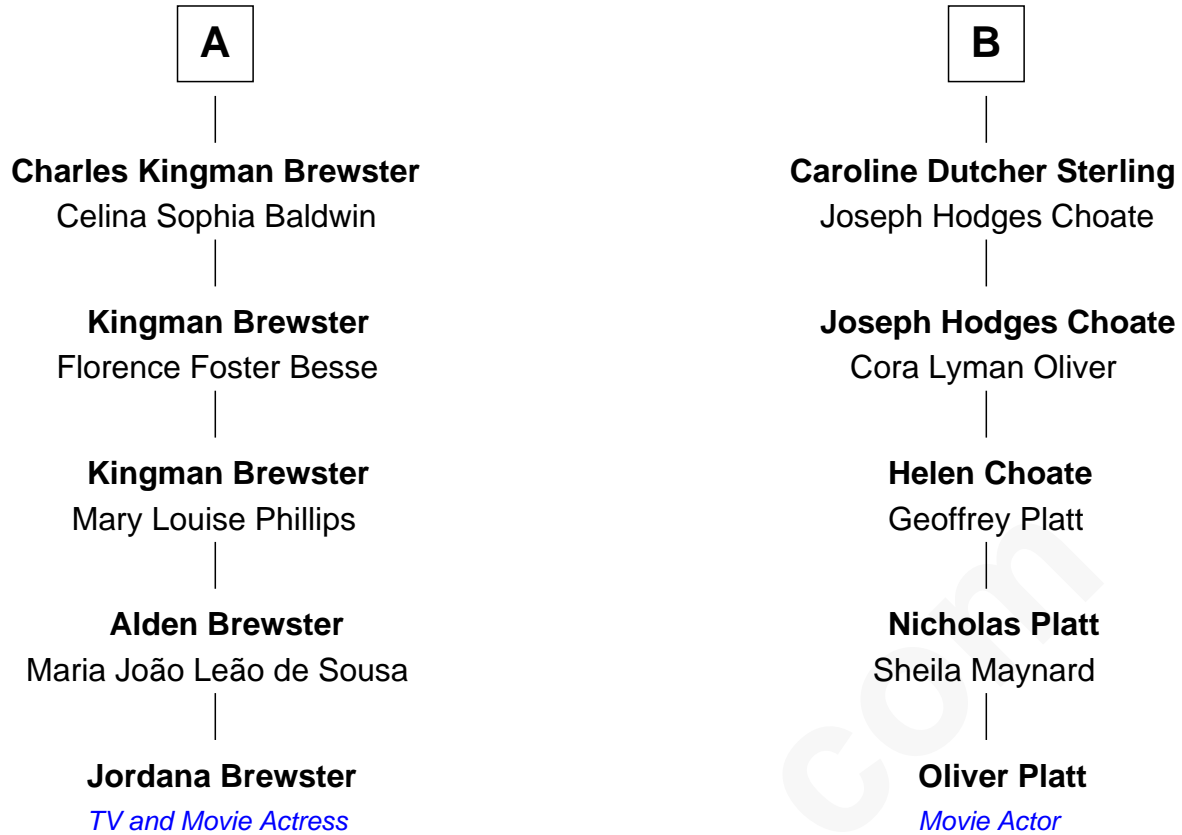 A
Charles Kingman Brewster
Celina Sophia Baldwin
Kingman Brewster
Florence Foster Besse
Kingman Brewster
Mary Louise Phillips
Alden Brewster
Maria João Leão de Sousa
Jordana Brewster
TV and Movie Actress
B
Caroline Dutcher Sterling
Joseph Hodges Choate
Joseph Hodges Choate
Cora Lyman Oliver
Helen Choate
Geoffrey Platt
Nicholas Platt
Sheila Maynard
Oliver Platt
Movie Actor
com